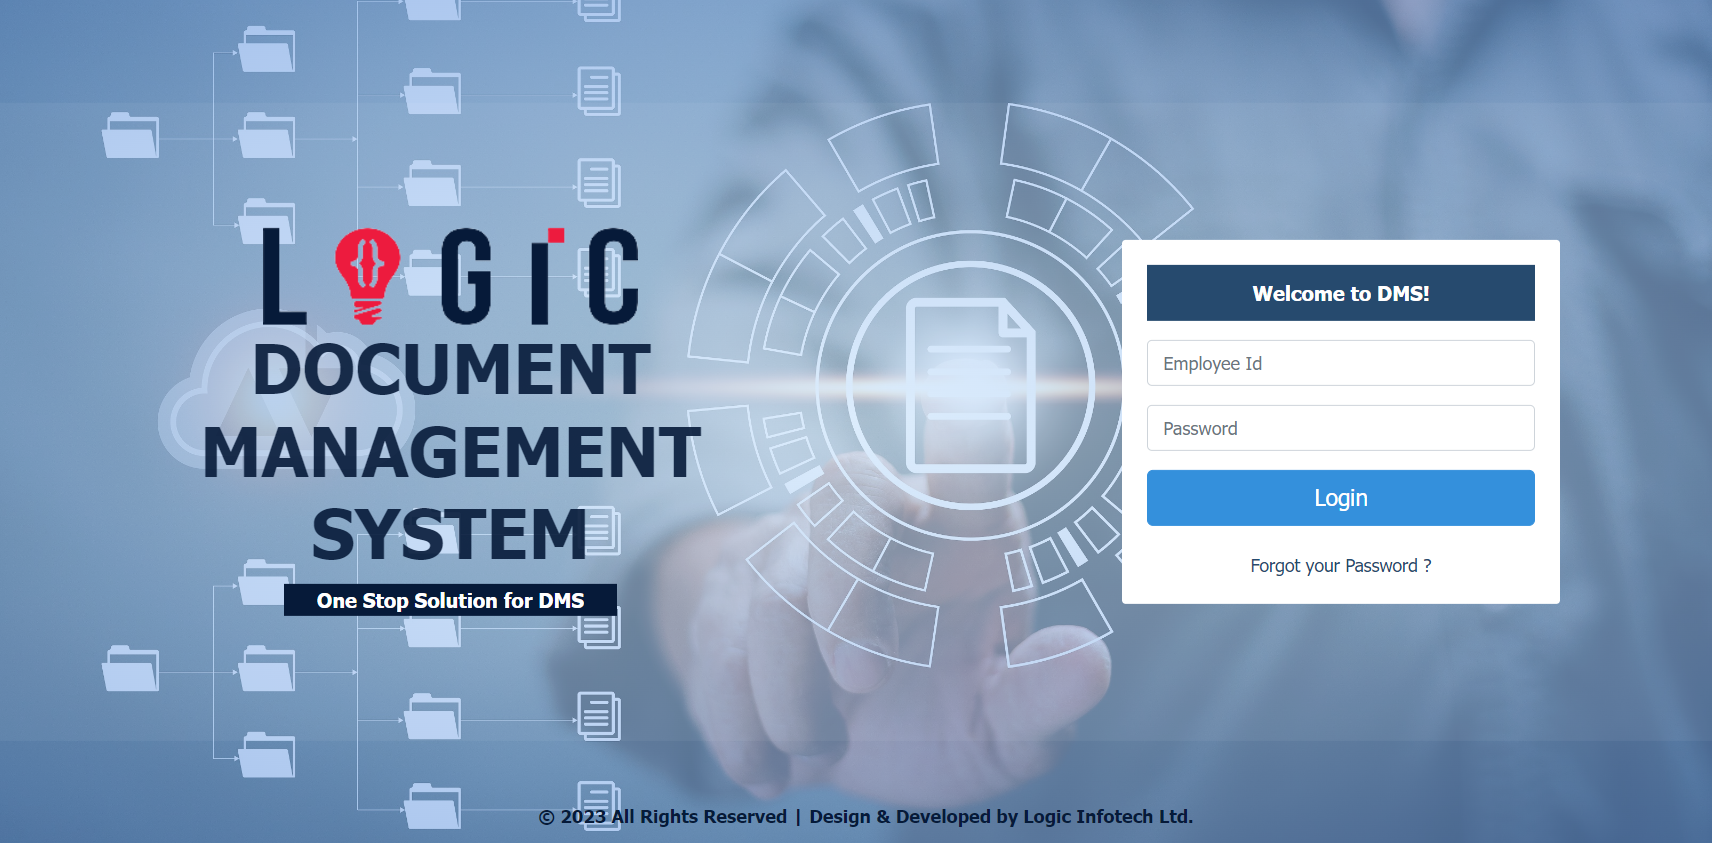 LOGIC
DOCUMENT
MANAGEMENT
SYSTEM
One Stop Solution for DMS
Welcome to DMS!
Employee Id
Password
Login
Forgot your Password ?
© 2023 All Rights Reserved | Design & Developed by Logic Infotech Ltd.